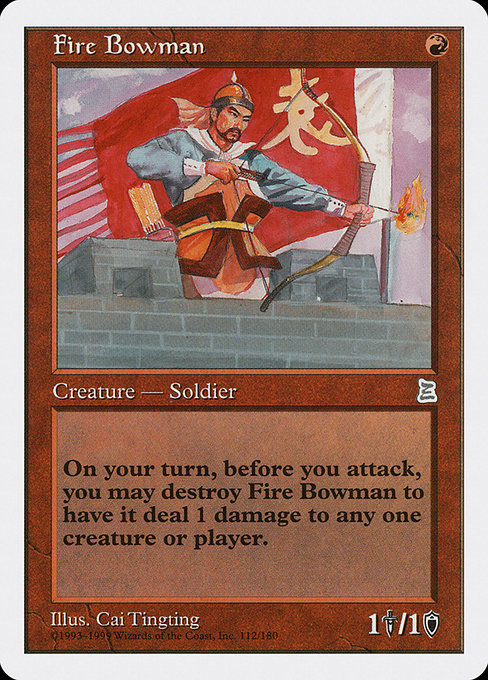 Fire Bowman
Creature — Soldier
On your turn, before you attack,
you may destroy Fire Bowman to
have it deal 1 damage to any one
creature or player.
Illus. Cai Tingting
©1993-1999 Wizards of the Coast, Inc. 112/180
1/1